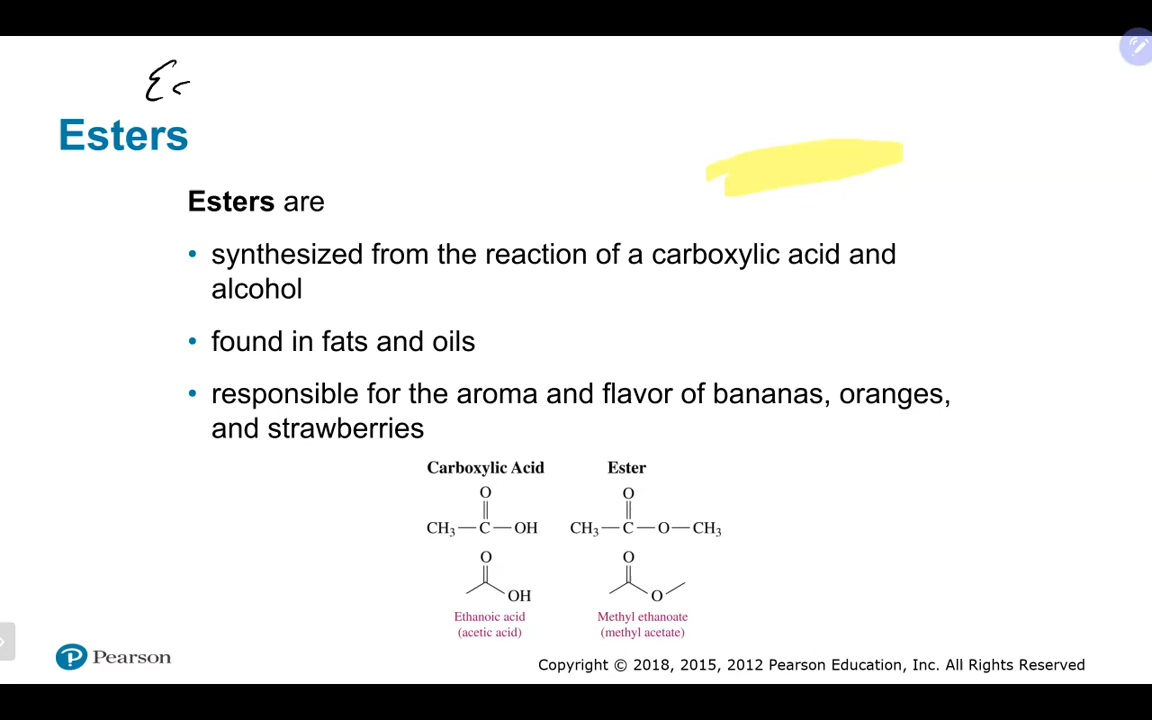 Esters
Esters are
• synthesized from the reaction of a carboxylic acid and
alcohol
• found in fats and oils
• responsible for the aroma and flavor of bananas, oranges,
and strawberries
Carboxylic Acid Ester
O O
CH₃—C—OH CH₃—C—O—CH₃
O O
OH O
Ethanoic acid Methyl ethanoate
(acetic acid) (methyl acetate)
Pearson
Copyright © 2018, 2015, 2012 Pearson Education, Inc. All Rights Reserved